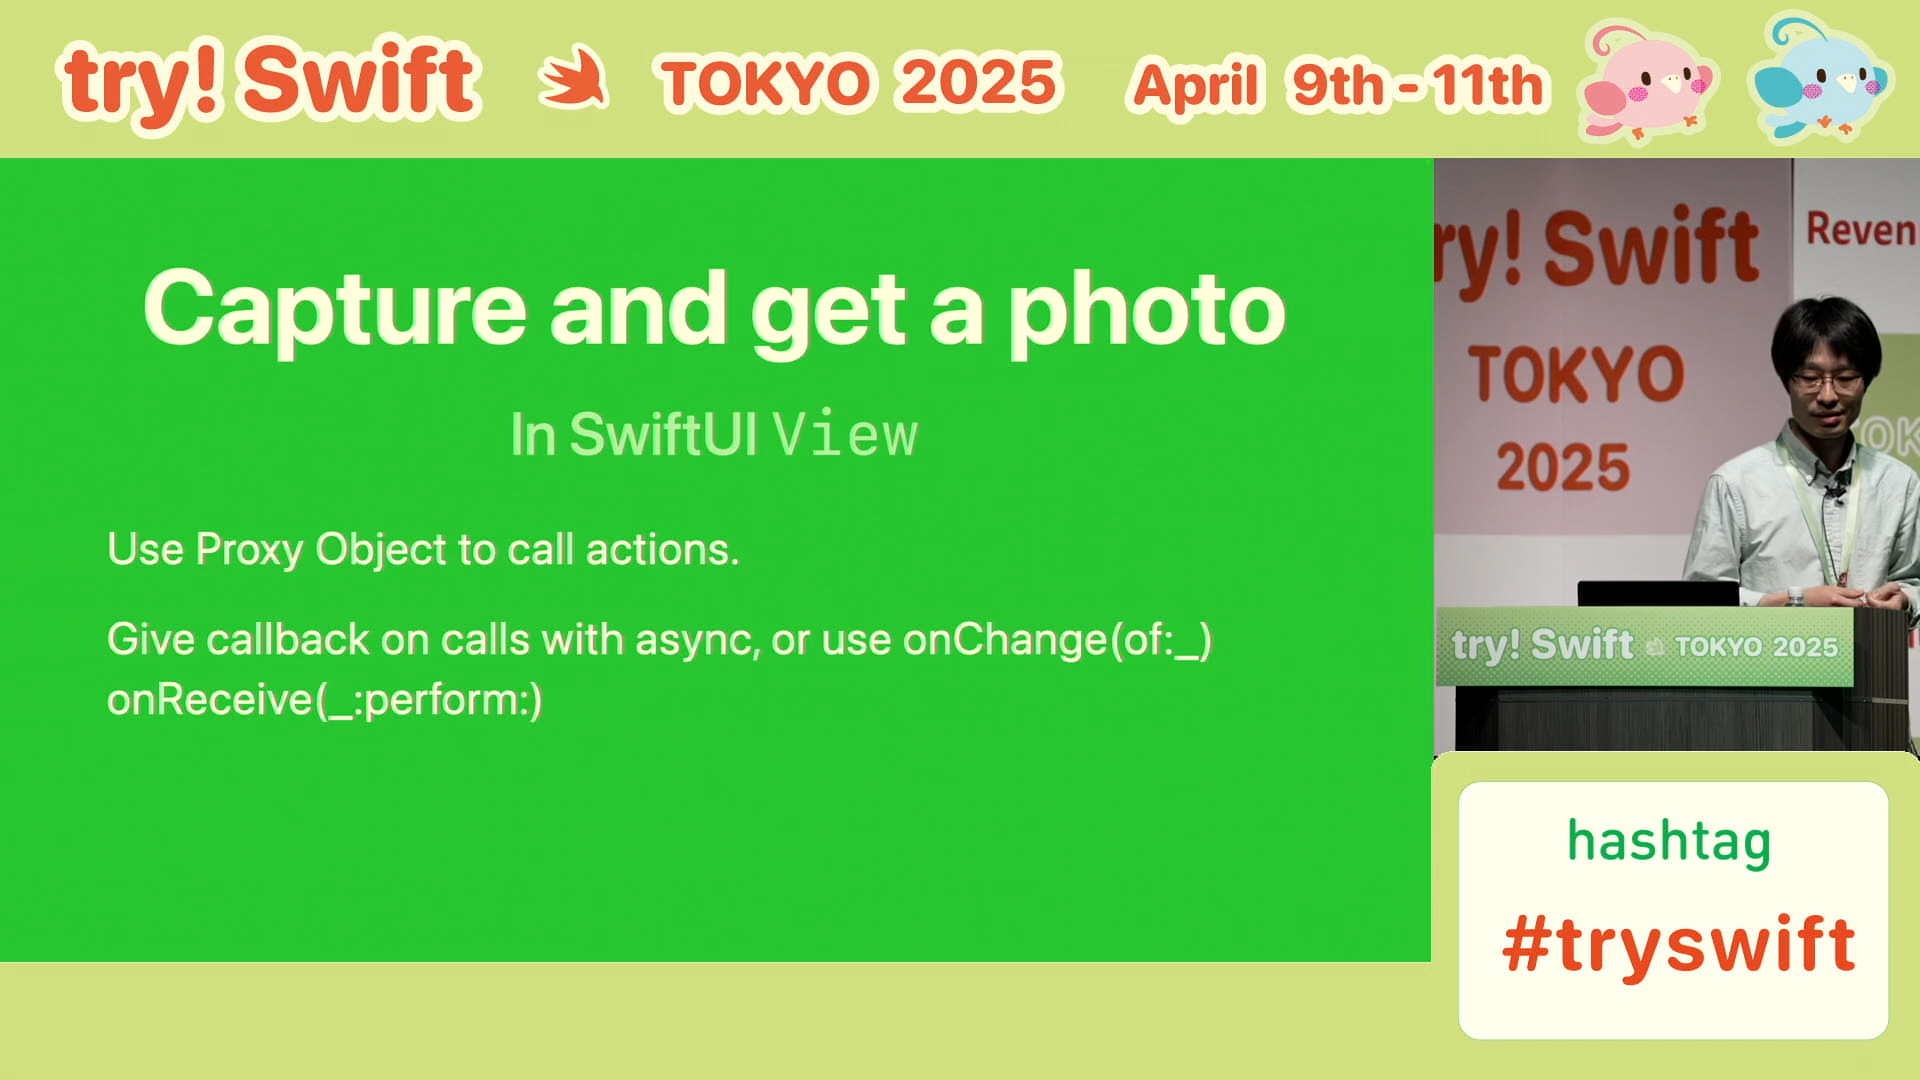 try! Swift TOKYO 2025 April 9th - 11th
Capture and get a photo
In SwiftUI View
Use Proxy Object to call actions.
Give callback on calls with async, or use onChange(of:_)
onReceive(_:perform:)
ry! Swift
TOKYO
2025
Reven
OK
try! Swift TOKYO 2025
hashtag
#tryswift